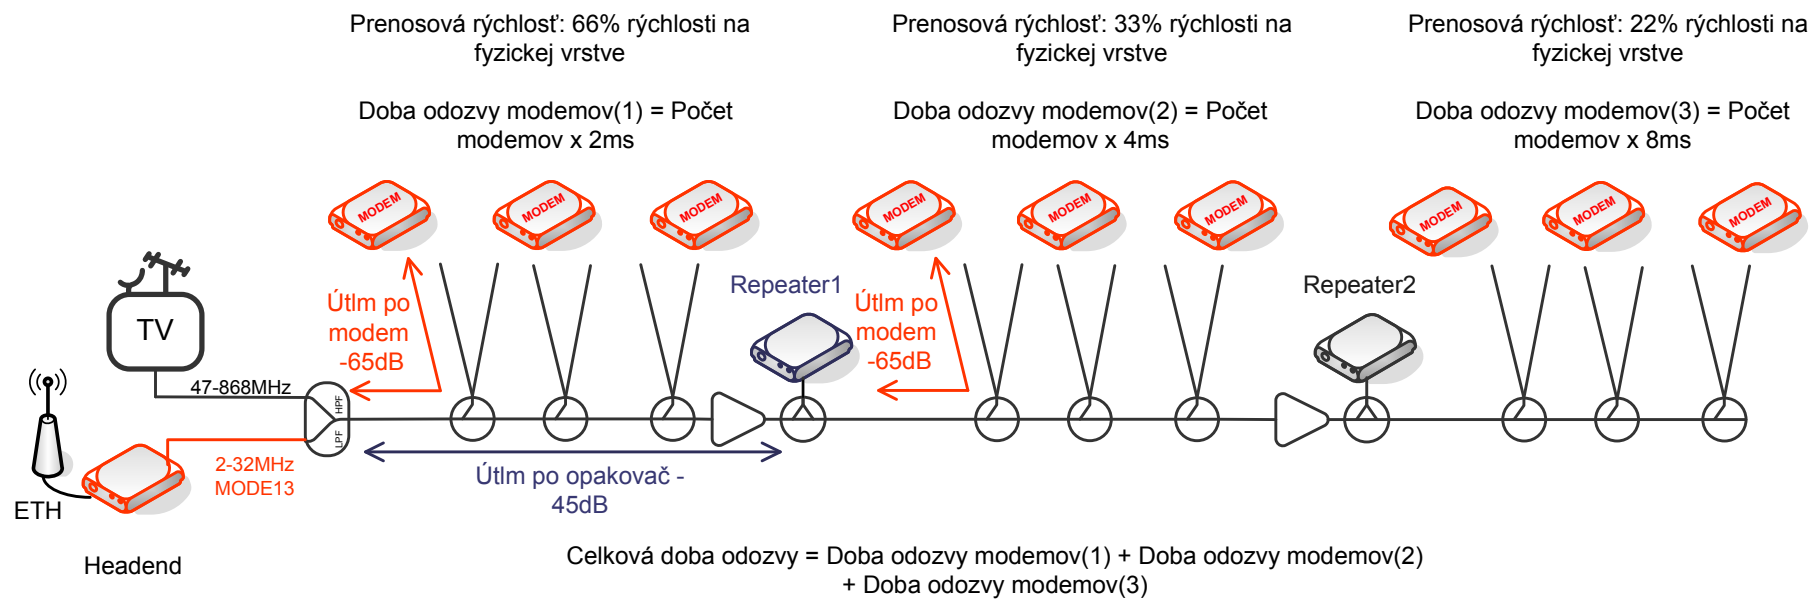 Prenosová rýchlosť: 66% rýchlosti na
fyzickej vrstve
Prenosová rýchlosť: 33% rýchlosti na
fyzickej vrstve
Prenosová rýchlosť: 22% rýchlosti na
fyzickej vrstve
Doba odozvy modemov(1) = Počet
modemov x 2ms
Doba odozvy modemov(2) = Počet
modemov x 4ms
Doba odozvy modemov(3) = Počet
modemov x 8ms
MODEM
MODEM
MODEM
MODEM
MODEM
MODEM
MODEM
MODEM
MODEM
Útlm po
modem
-65dB
Repeater1
Útlm po
modem
-65dB
Repeater2
TV
47-868MHz
HPF
LPF
2-32MHz
MODE13
ETH
Headend
Útlm po opakovač -
45dB
Celková doba odozvy = Doba odozvy modemov(1) + Doba odozvy modemov(2)
+ Doba odozvy modemov(3)